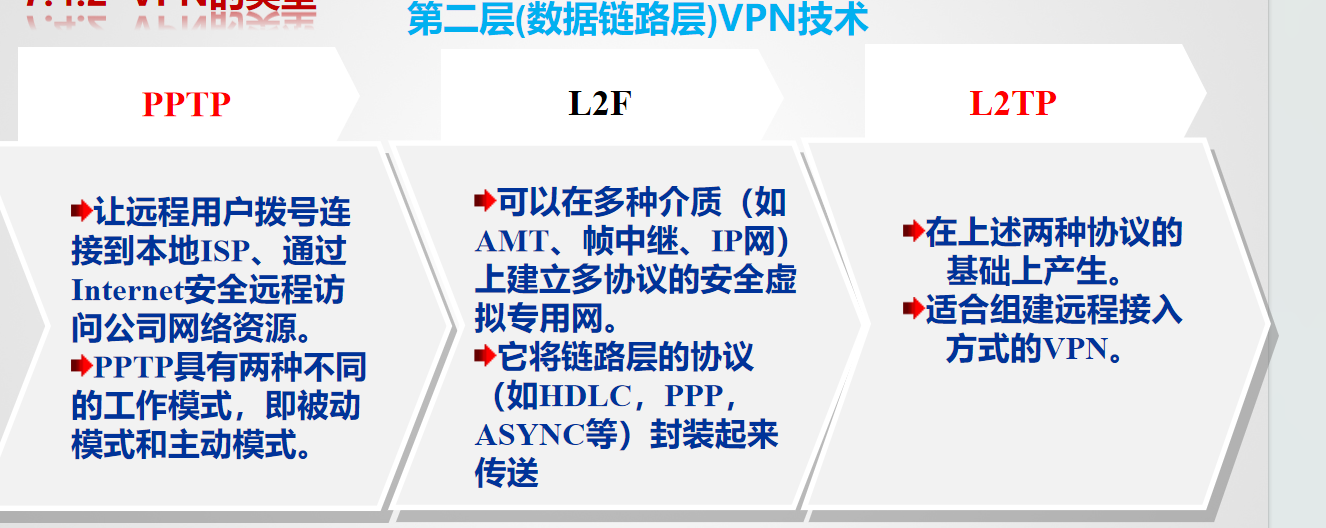 7.4.2 VPN的类型
第二层(数据链路层)VPN技术
PPTP
让远程用户拨号连
接到本地ISP、通过
Internet安全远程访
问公司网络资源。
PPTP具有两种不同
的工作模式，即被动
模式和主动模式。
L2F
可以在多种介质（如
AMT、帧中继、IP网）
上建立多协议的安全虚
拟专用网。
它将链路层的协议
（如HDLC，PPP，
ASYNC等）封装起来
传送
L2TP
在上述两种协议的
基础上产生。
适合组建远程接入
方式的VPN。